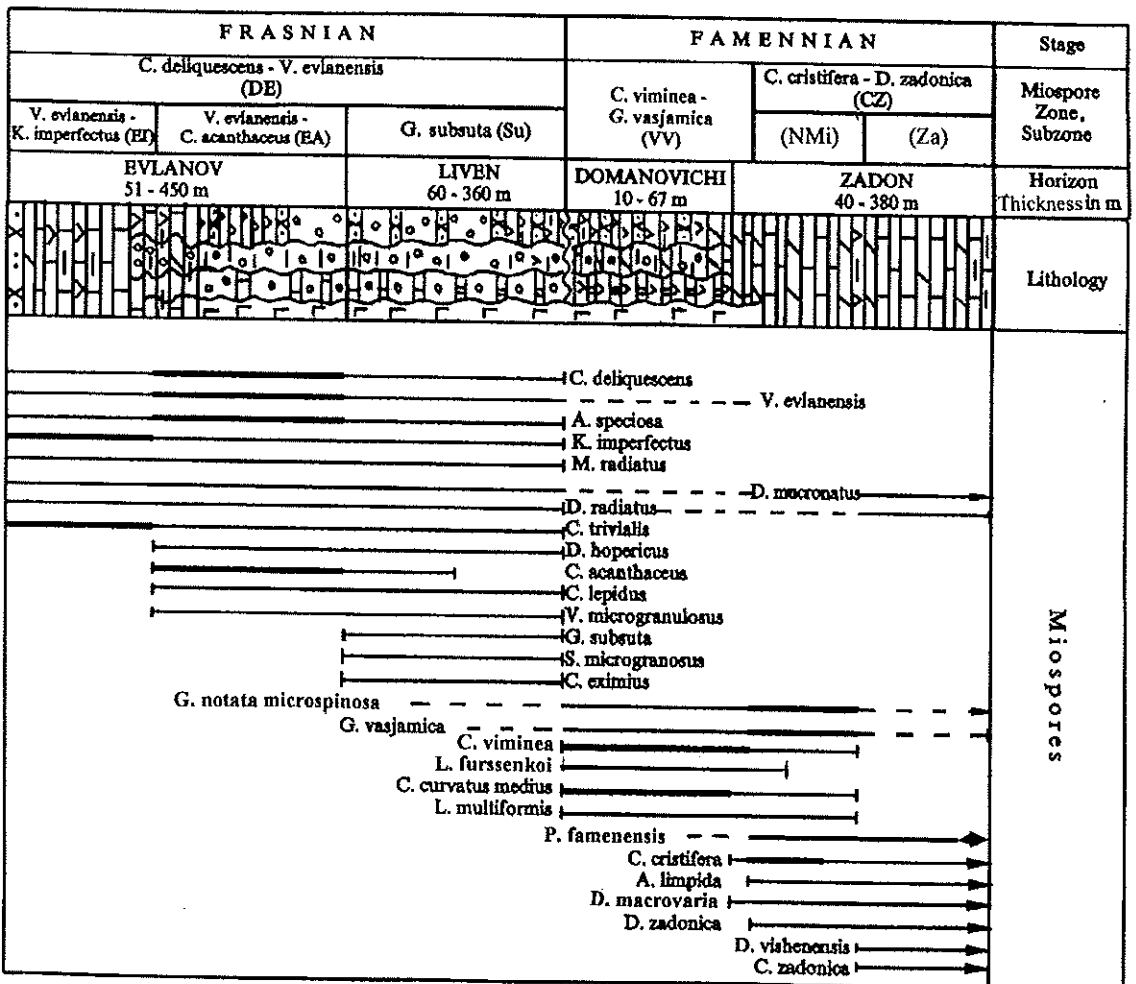 FRASNIAN
FAMENNIAN
Stage
C. deliquescens - V. evlanensis
(DE)
C. viminea -
G. vasjamica
(VV)
C. cristifera - D. zadonica
(CZ)
Miospore
Zone,
Subzone
V. evlanensis -
K. imperfectus (EI)
V. evlanensis -
C. acanthaceus (EA)
G. subsuta (Su)
(NMi)
(Za)
EVLANOV
51 - 450 m
LIVEN
60 - 360 m
DOMANOVICHI
10 - 67 m
ZADON
40 - 380 m
Horizon
Thickness in m
Lithology
C. deliquescens
V. evlanensis
A. speciosa
K. imperfectus
M. radiatus
D. mucronatus
D. radiatus
C. trivialis
D. hopericus
C. acanthaceus
C. lepidus
V. microgranulosus
G. subsuta
S. microgranosus
C. eximius
G. notata microspinosa
G. vasjamica
C. viminea
L. furssenkoi
C. curvatus medius
L. multiformis
P. famenensis
C. cristifera
A. limpida
D. macrovaria
D. zadonica
D. vishenensis
C. zadonica
Miospores